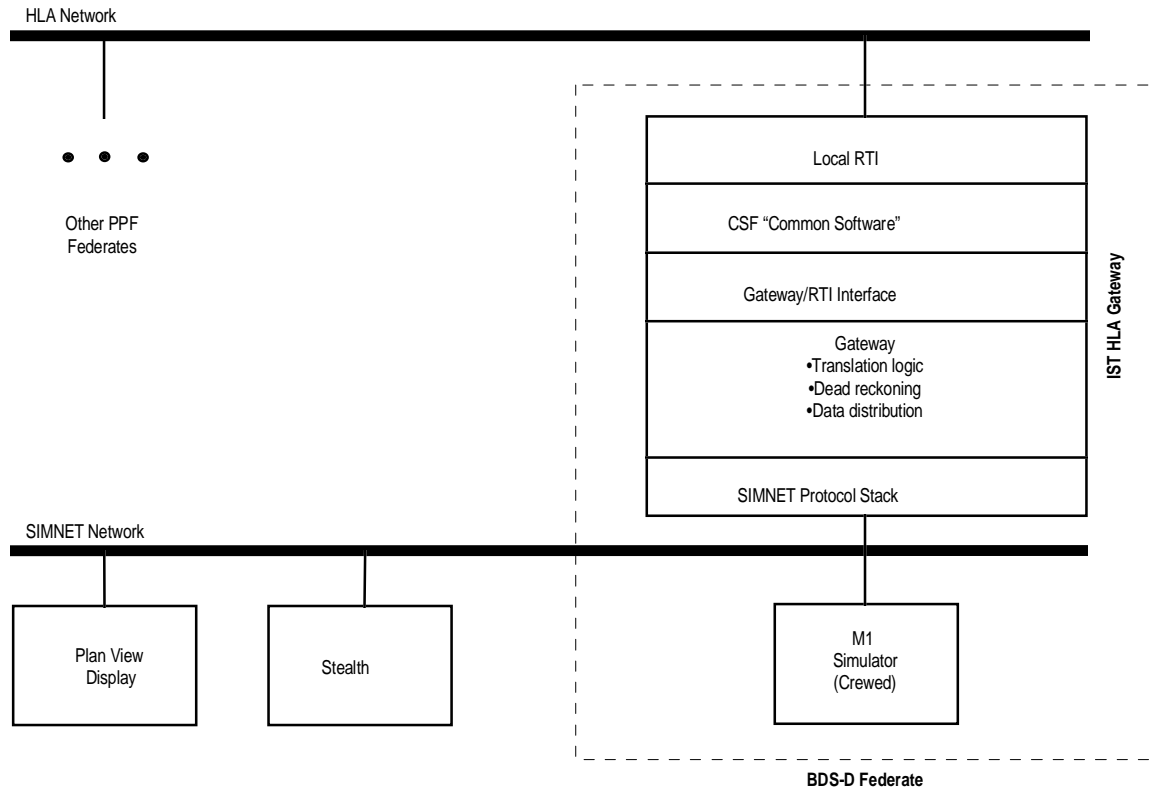 HLA Network
Other PPF
Federates
Local RTI
CSF “Common Software”
Gateway/RTI Interface
Gateway
•Translation logic
•Dead reckoning
•Data distribution
SIMNET Protocol Stack
IST HLA Gateway
SIMNET Network
Plan View
Display
Stealth
M1
Simulator
(Crewed)
BDS-D Federate